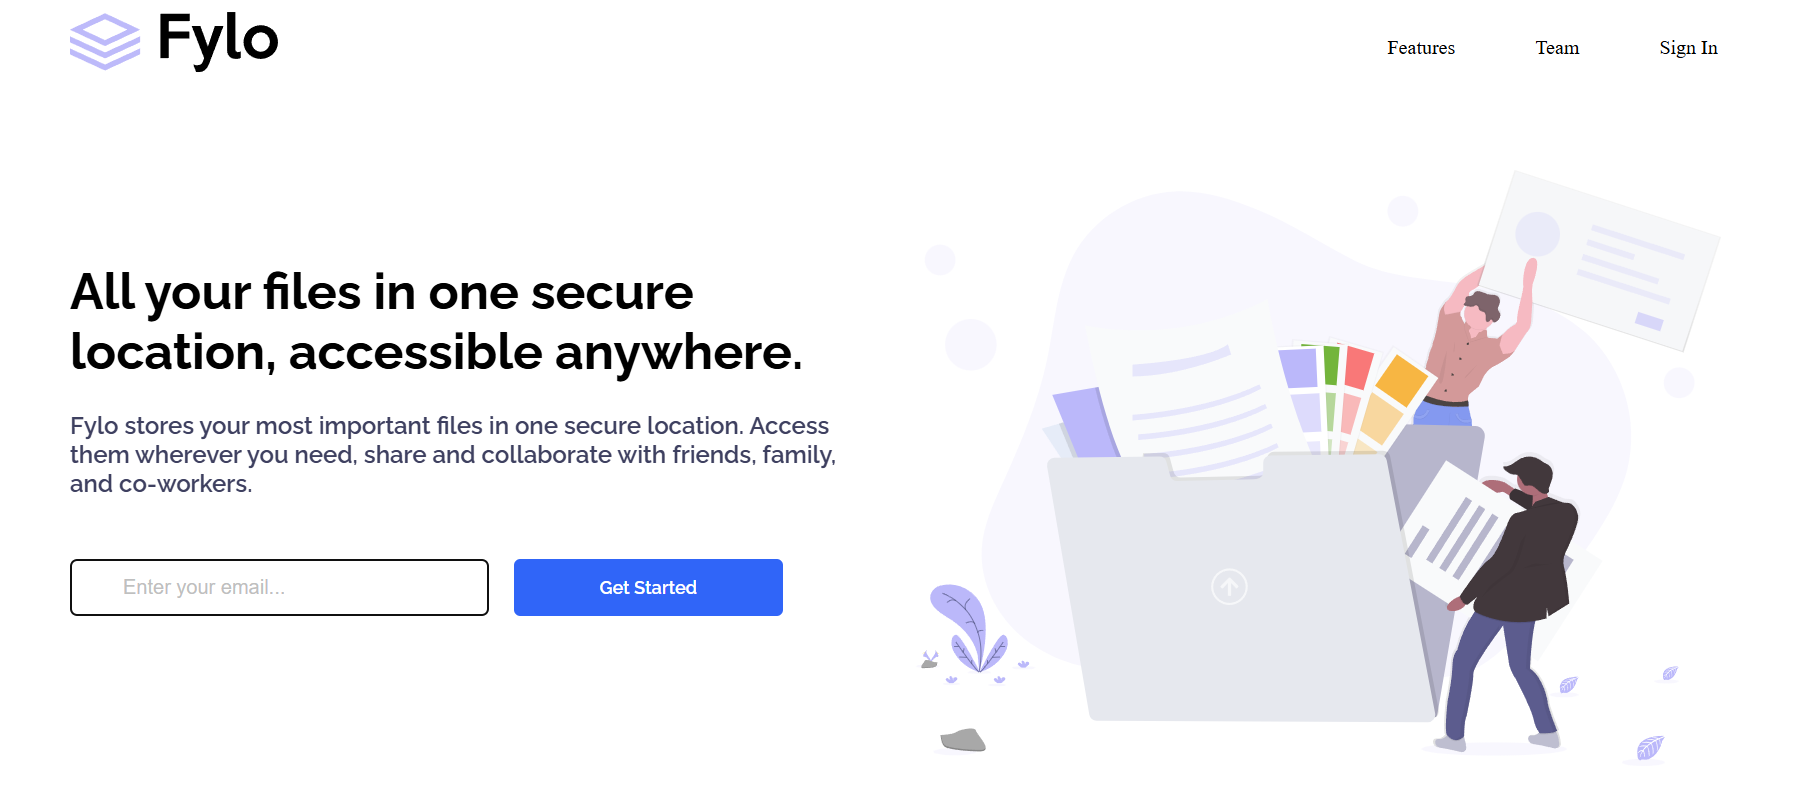 Fylo
Features
Team
Sign In
All your files in one secure
location, accessible anywhere.
Fylo stores your most important files in one secure location. Access
them wherever you need, share and collaborate with friends, family,
and co-workers.
Enter your email...
Get Started